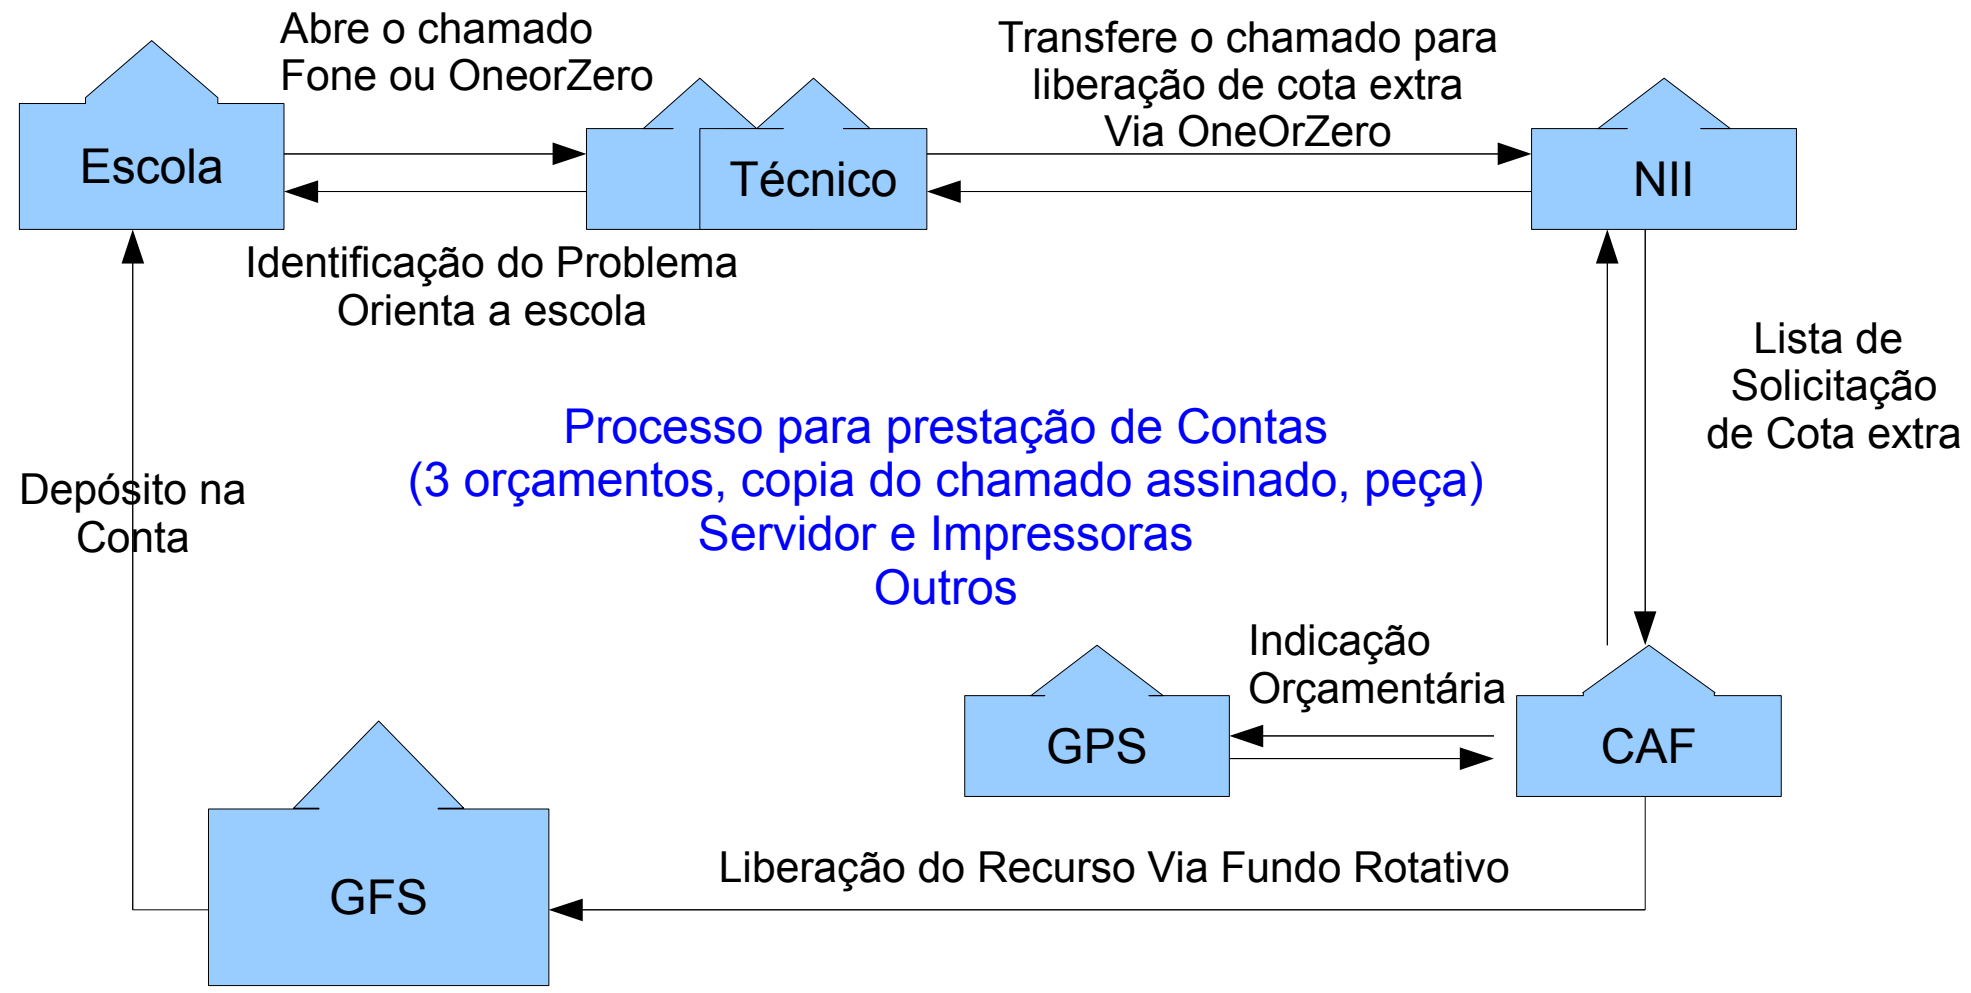 Abre o chamado
Fone ou OneorZero
Transfere o chamado para
liberação de cota extra
Via OneOrZero
Escola
Técnico
NII
Identificação do Problema
Orienta a escola
Lista de
Solicitação
de Cota extra
Processo para prestação de Contas
(3 orçamentos, copia do chamado assinado, peça)
Servidor e Impressoras
Outros
Depósito na
Conta
Indicação
Orçamentária
GPS
CAF
Liberação do Recurso Via Fundo Rotativo
GFS